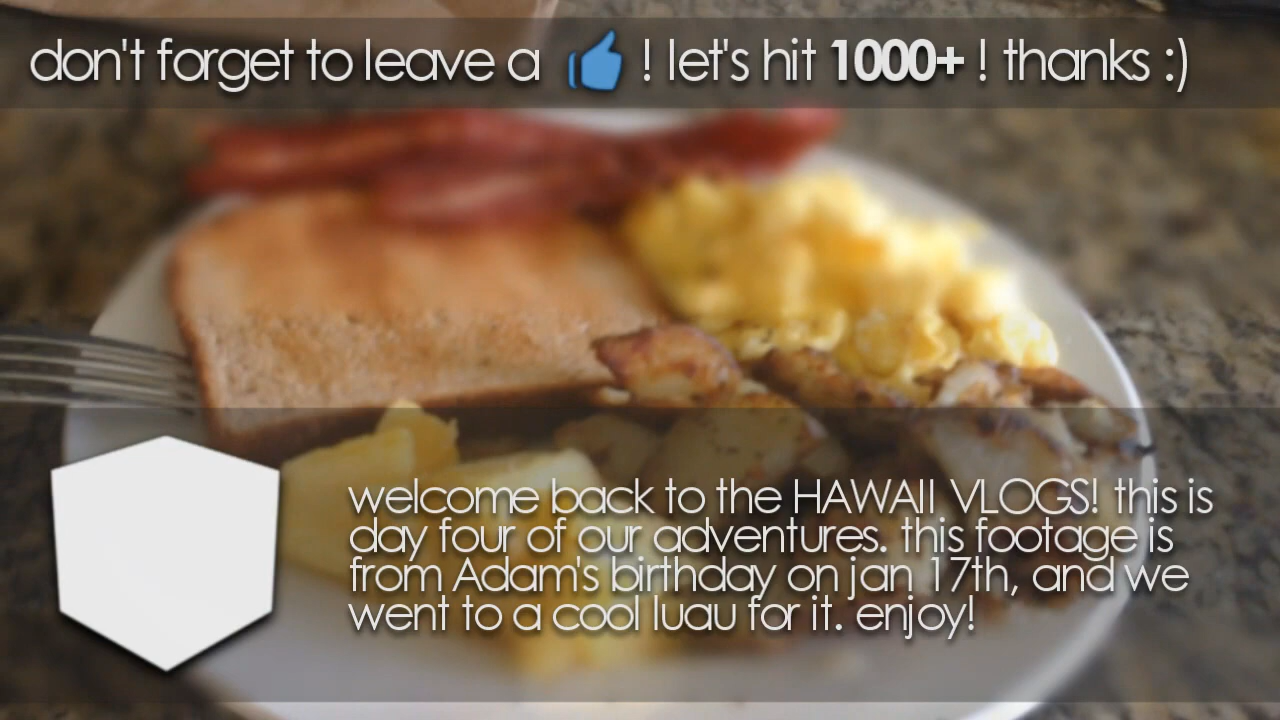 don't forget to leave a 👍 ! let's hit 1000+ ! thanks :)
welcome back to the HAWAII VLOGS! this is
day four of our adventures. this footage is
from Adam's birthday on jan 17th, and we
went to a cool luau for it. enjoy!